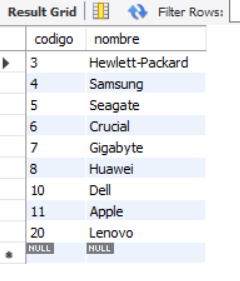 Result Grid Filter Rows:
codigo nombre
3 Hewlett-Packard
4 Samsung
5 Seagate
6 Crucial
7 Gigabyte
8 Huawei
10 Dell
11 Apple
20 Lenovo
NULL NULL